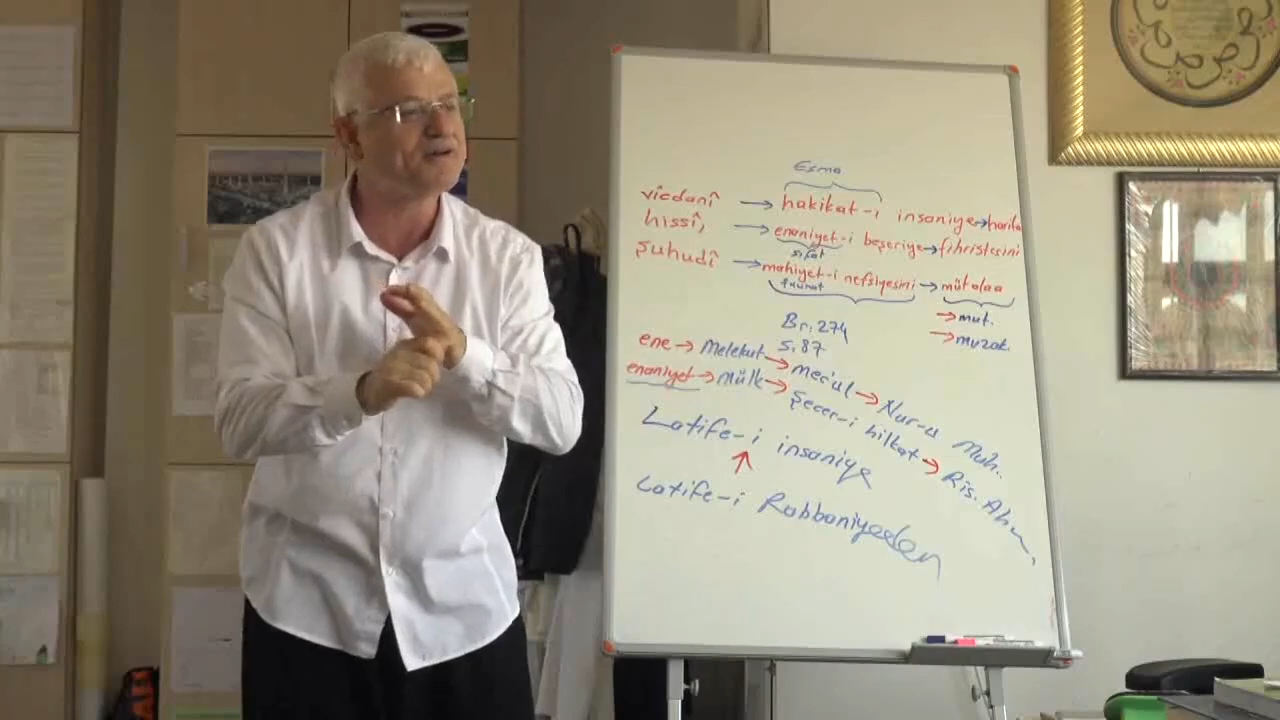 Esma
vicdanî → hakikat-i insaniye → harita
hissî, → enaniyet-i beşeriye → fihristesini
sıfat
şuhudî → mahiyet-i nefsiyesini → mütalaa
şuunat
→ mut.
→ muzak.
Br: 274
S: 87
ene → Melekut → mec'ul → Nur-u Muh.
enaniyet → Mülk → Şecer-i hilkat → Ris. Ahm.
Latife-i insaniye
↑
Latife-i Rabbaniyeden